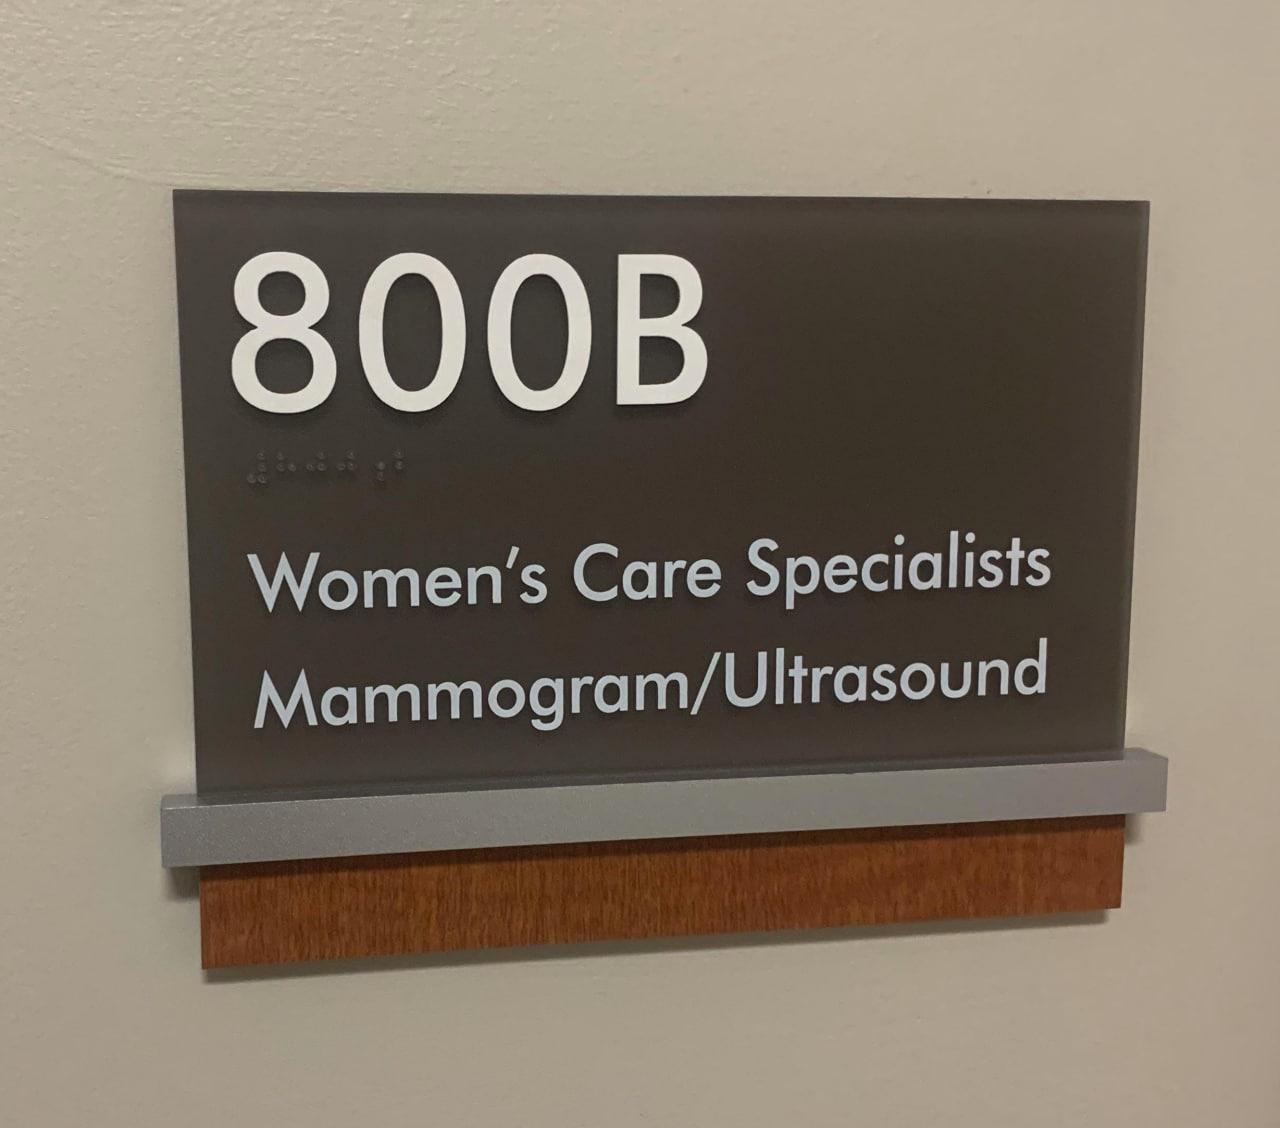 800B
⠼⠓⠚⠚⠰⠃
Women's Care Specialists
Mammogram/Ultrasound